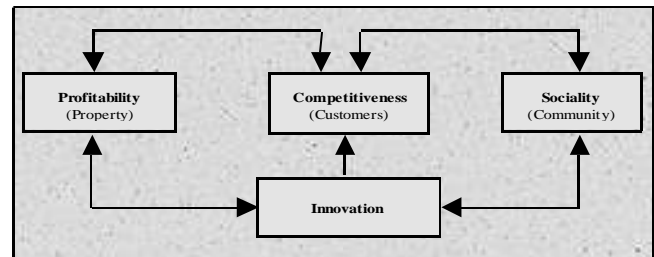 Profitability
(Property)
Competitiveness
(Customers)
Sociality
(Community)
Innovation